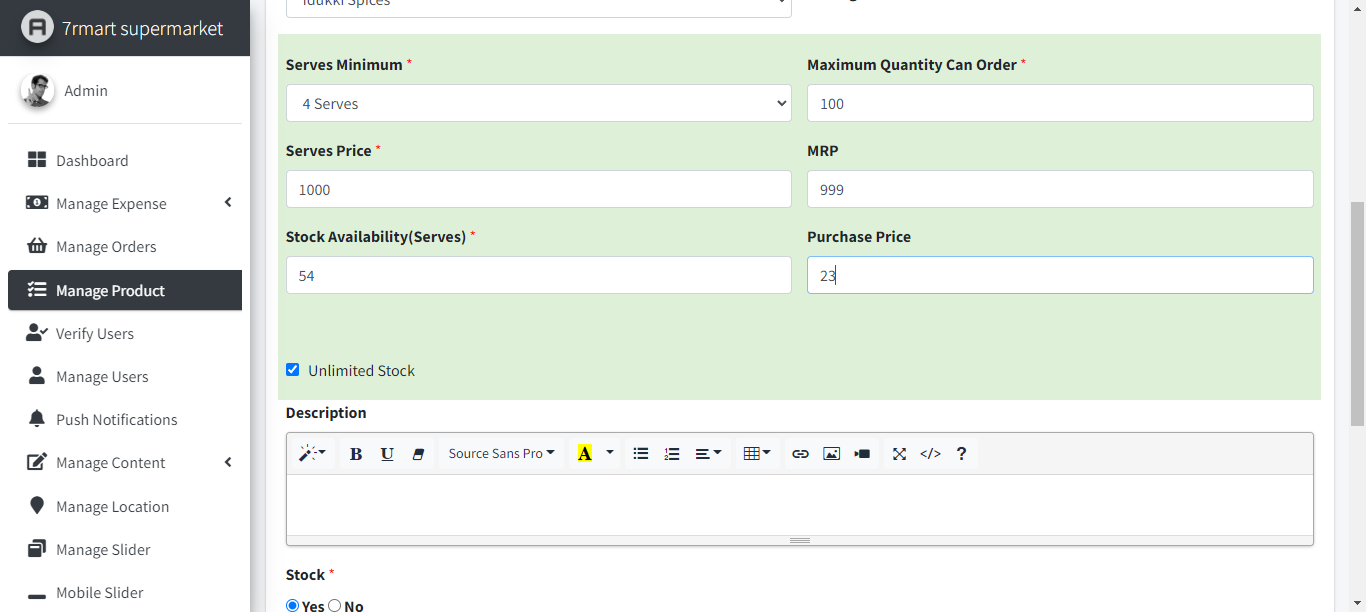 7rmart supermarket
Admin
Dashboard
Manage Expense
Manage Orders
Manage Product
Verify Users
Manage Users
Push Notifications
Manage Content
Manage Location
Manage Slider
Mobile Slider
Idukki Spices
Serves Minimum *
4 Serves
Maximum Quantity Can Order *
100
Serves Price *
1000
MRP
999
Stock Availability(Serves) *
54
Purchase Price
23
Unlimited Stock
Description
B U Source Sans Pro A </> ?
Stock *
Yes No